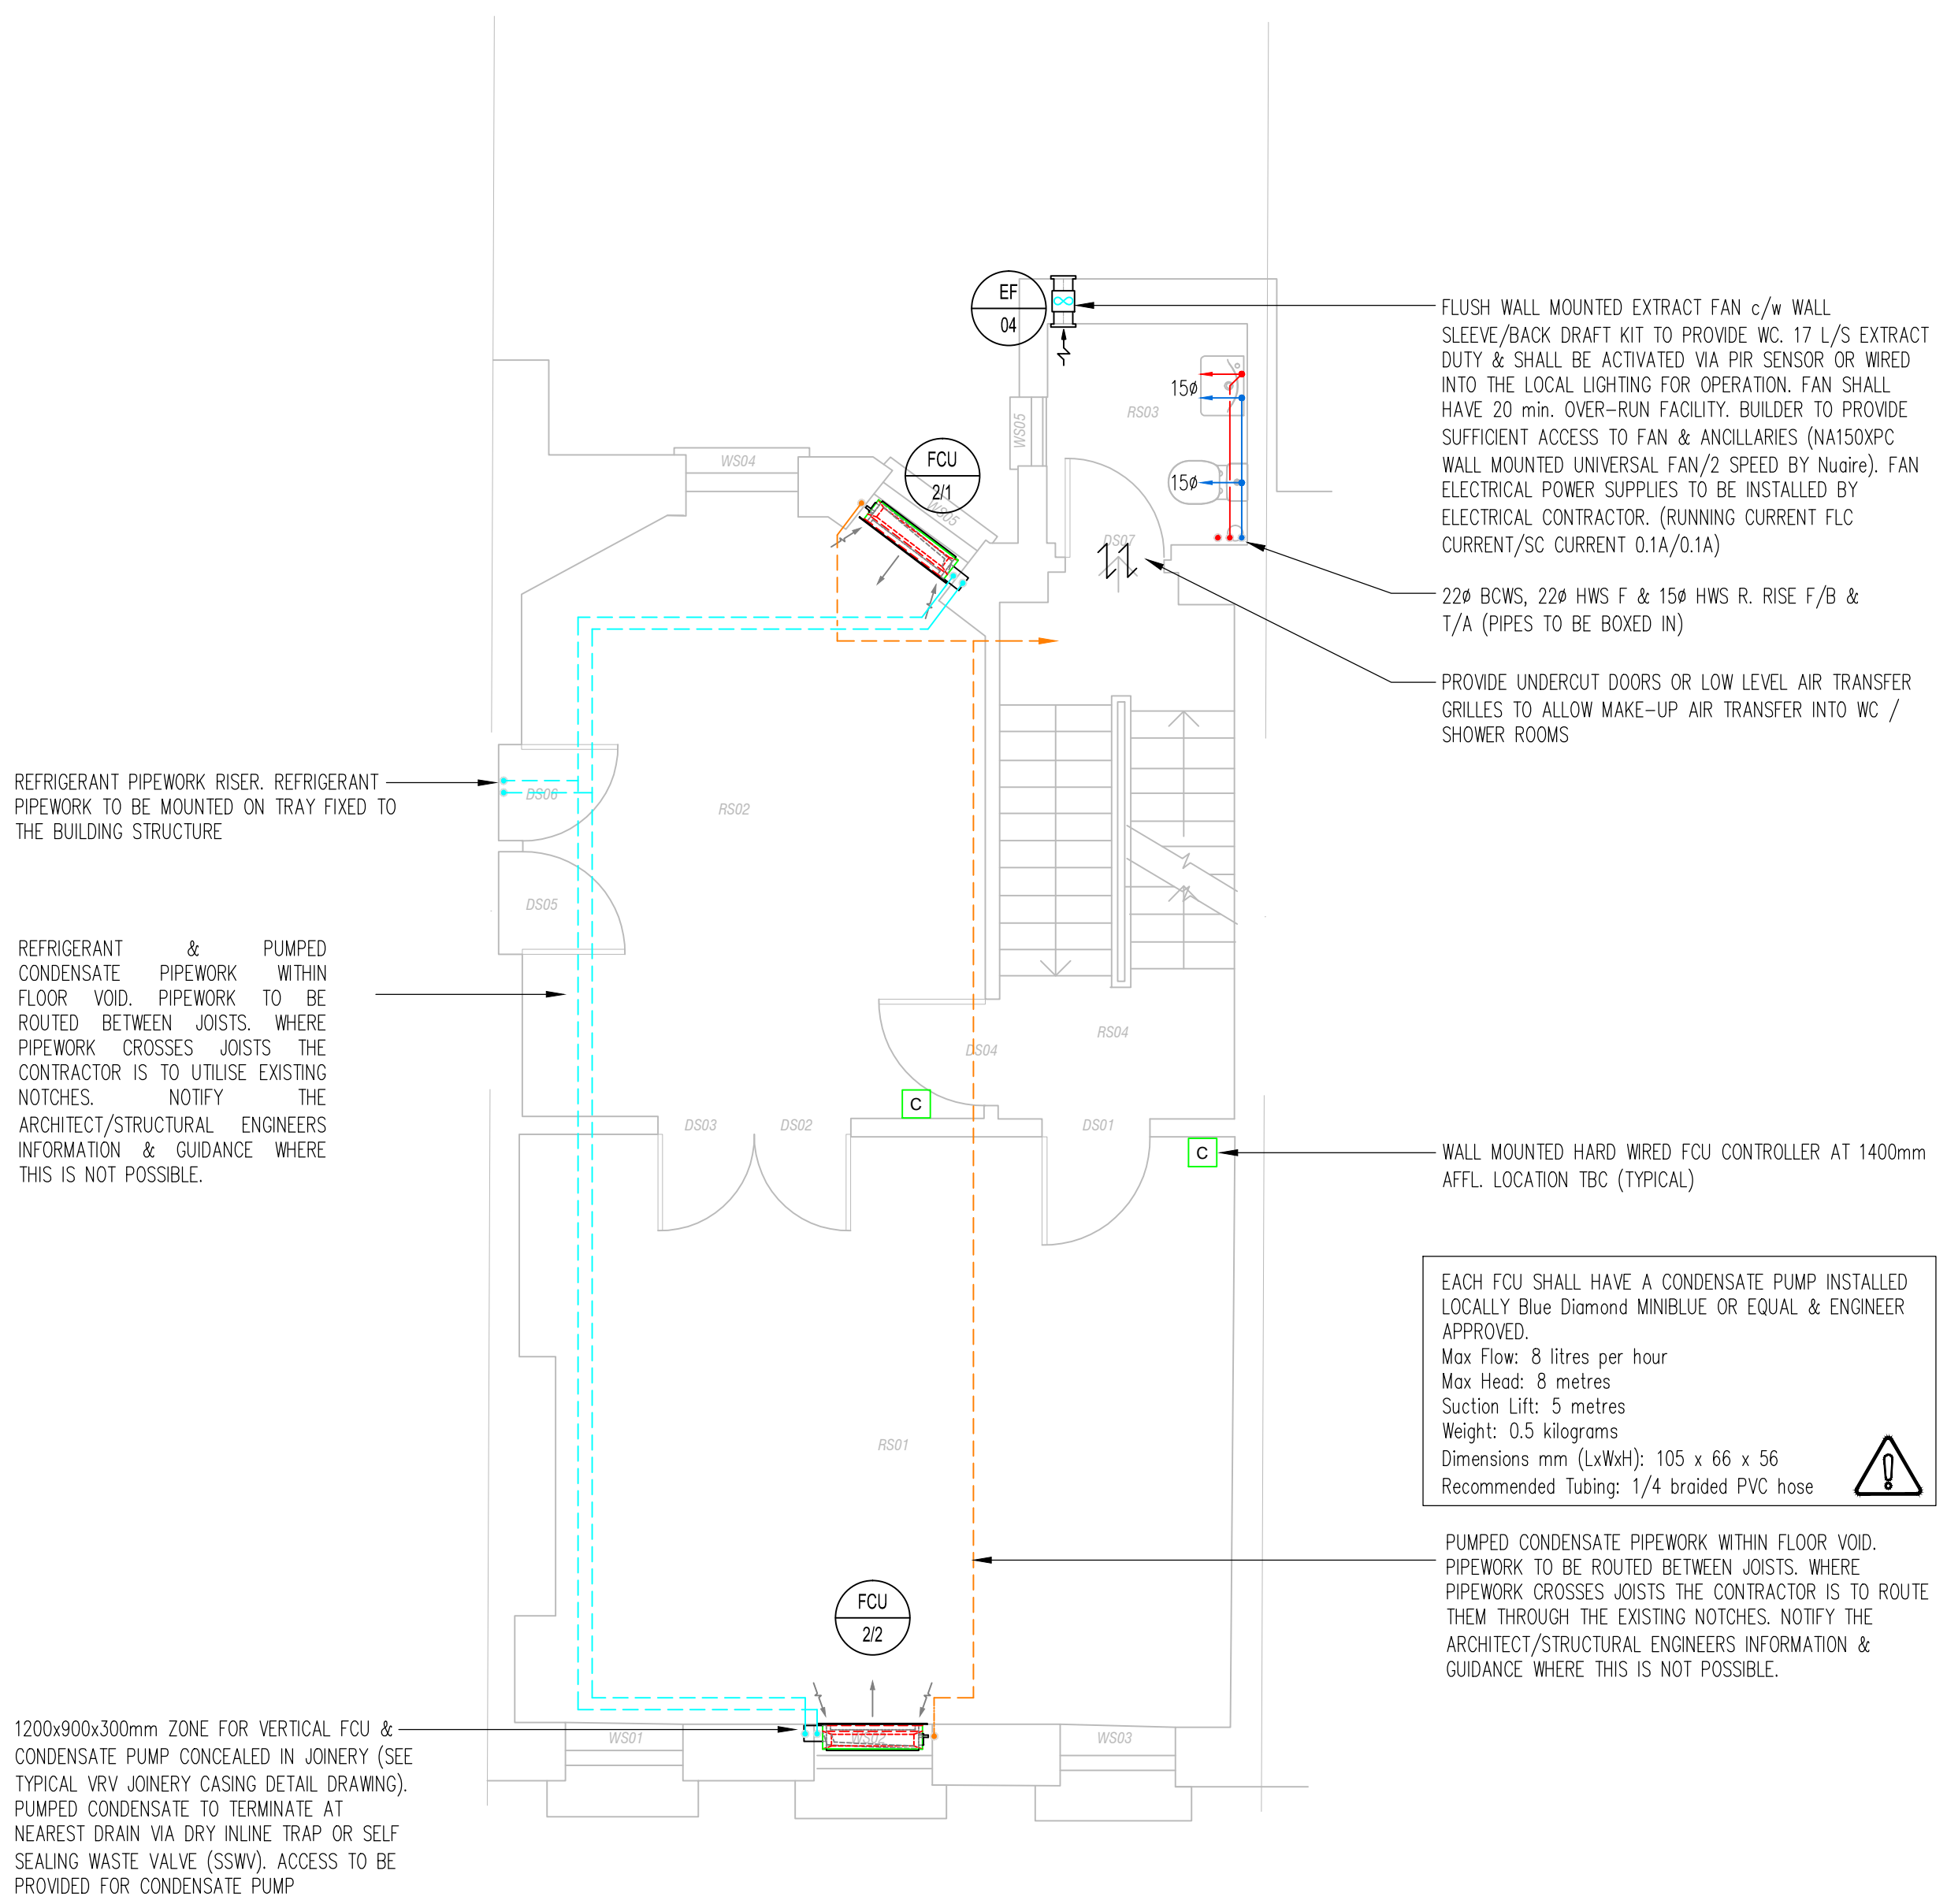 EF
04
FLUSH WALL MOUNTED EXTRACT FAN c/w WALL
SLEEVE/BACK DRAFT KIT TO PROVIDE WC. 17 L/S EXTRACT
DUTY & SHALL BE ACTIVATED VIA PIR SENSOR OR WIRED
INTO THE LOCAL LIGHTING FOR OPERATION. FAN SHALL
HAVE 20 min. OVER-RUN FACILITY. BUILDER TO PROVIDE
SUFFICIENT ACCESS TO FAN & ANCILLARIES (NA150XPC
WALL MOUNTED UNIVERSAL FAN/2 SPEED BY Nuaire). FAN
ELECTRICAL POWER SUPPLIES TO BE INSTALLED BY
ELECTRICAL CONTRACTOR. (RUNNING CURRENT FLC
CURRENT/SC CURRENT 0.1A/0.1A)
15ø
RS03
WS05
WS04
FCU
2/1
WS05
15ø
DS07
22ø BCWS, 22ø HWS F & 15ø HWS R. RISE F/B &
T/A (PIPES TO BE BOXED IN)
PROVIDE UNDERCUT DOORS OR LOW LEVEL AIR TRANSFER
GRILLES TO ALLOW MAKE-UP AIR TRANSFER INTO WC /
SHOWER ROOMS
REFRIGERANT PIPEWORK RISER. REFRIGERANT
PIPEWORK TO BE MOUNTED ON TRAY FIXED TO
THE BUILDING STRUCTURE
DS06
RS02
DS05
REFRIGERANT & PUMPED
CONDENSATE PIPEWORK WITHIN
FLOOR VOID. PIPEWORK TO BE
ROUTED BETWEEN JOISTS. WHERE
PIPEWORK CROSSES JOISTS THE
CONTRACTOR IS TO UTILISE EXISTING
NOTCHES. NOTIFY THE
ARCHITECT/STRUCTURAL ENGINEERS
INFORMATION & GUIDANCE WHERE
THIS IS NOT POSSIBLE.
RS04
DS04
C
DS03
DS02
DS01
C
WALL MOUNTED HARD WIRED FCU CONTROLLER AT 1400mm
AFFL. LOCATION TBC (TYPICAL)
EACH FCU SHALL HAVE A CONDENSATE PUMP INSTALLED
LOCALLY Blue Diamond MINIBLUE OR EQUAL & ENGINEER
APPROVED.
Max Flow: 8 litres per hour
Max Head: 8 metres
Suction Lift: 5 metres
Weight: 0.5 kilograms
Dimensions mm (LxWxH): 105 x 66 x 56
Recommended Tubing: 1/4 braided PVC hose
RS01
PUMPED CONDENSATE PIPEWORK WITHIN FLOOR VOID.
PIPEWORK TO BE ROUTED BETWEEN JOISTS. WHERE
PIPEWORK CROSSES JOISTS THE CONTRACTOR IS TO ROUTE
THEM THROUGH THE EXISTING NOTCHES. NOTIFY THE
ARCHITECT/STRUCTURAL ENGINEERS INFORMATION &
GUIDANCE WHERE THIS IS NOT POSSIBLE.
FCU
2/2
1200x900x300mm ZONE FOR VERTICAL FCU &
CONDENSATE PUMP CONCEALED IN JOINERY (SEE
TYPICAL VRV JOINERY CASING DETAIL DRAWING).
PUMPED CONDENSATE TO TERMINATE AT
NEAREST DRAIN VIA DRY INLINE TRAP OR SELF
SEALING WASTE VALVE (SSWV). ACCESS TO BE
PROVIDED FOR CONDENSATE PUMP
WS01
WS02
WS03